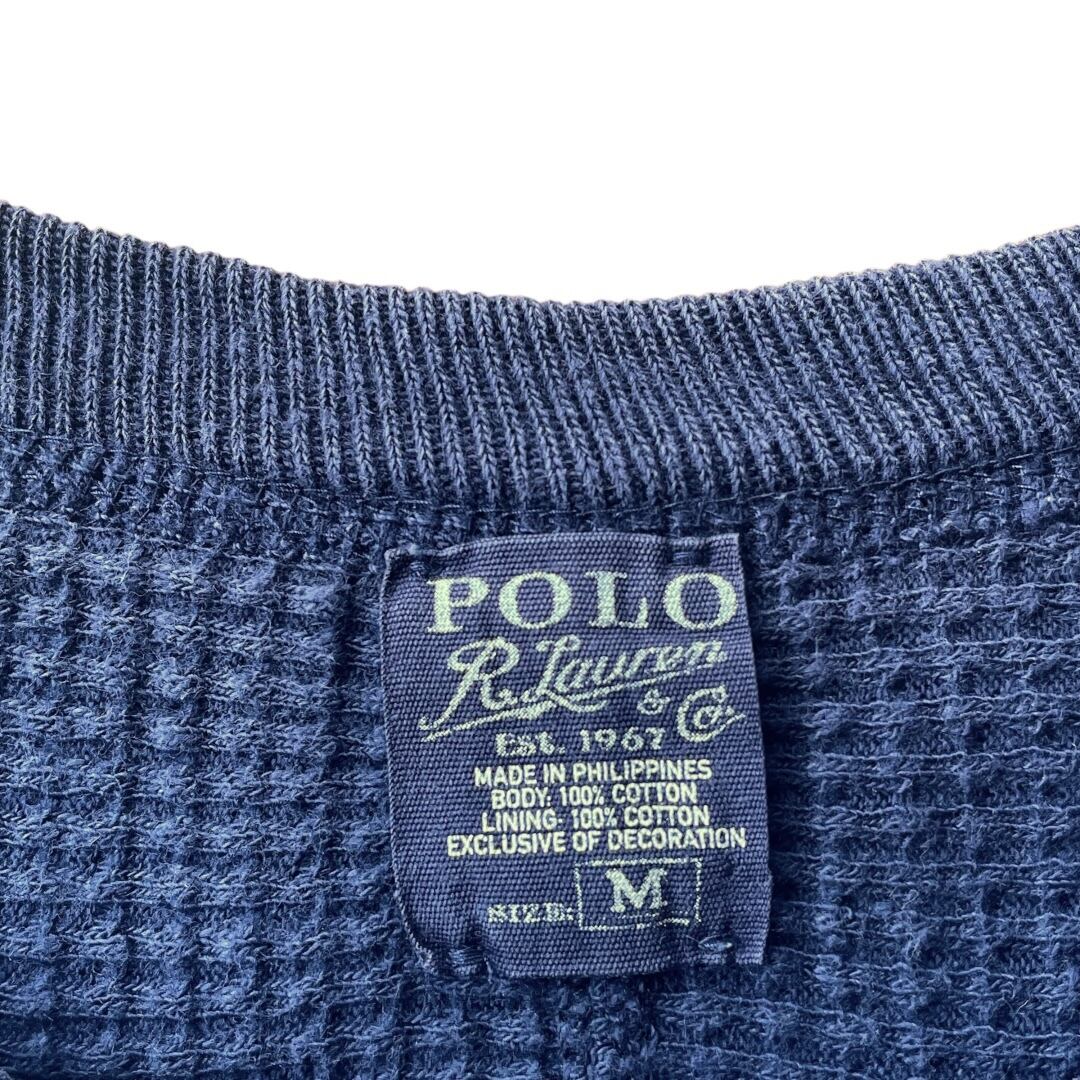 POLO
R. Lauren
& Co.
Est. 1967
MADE IN PHILIPPINES
BODY: 100% COTTON
LINING: 100% COTTON
EXCLUSIVE OF DECORATION
SIZE: M